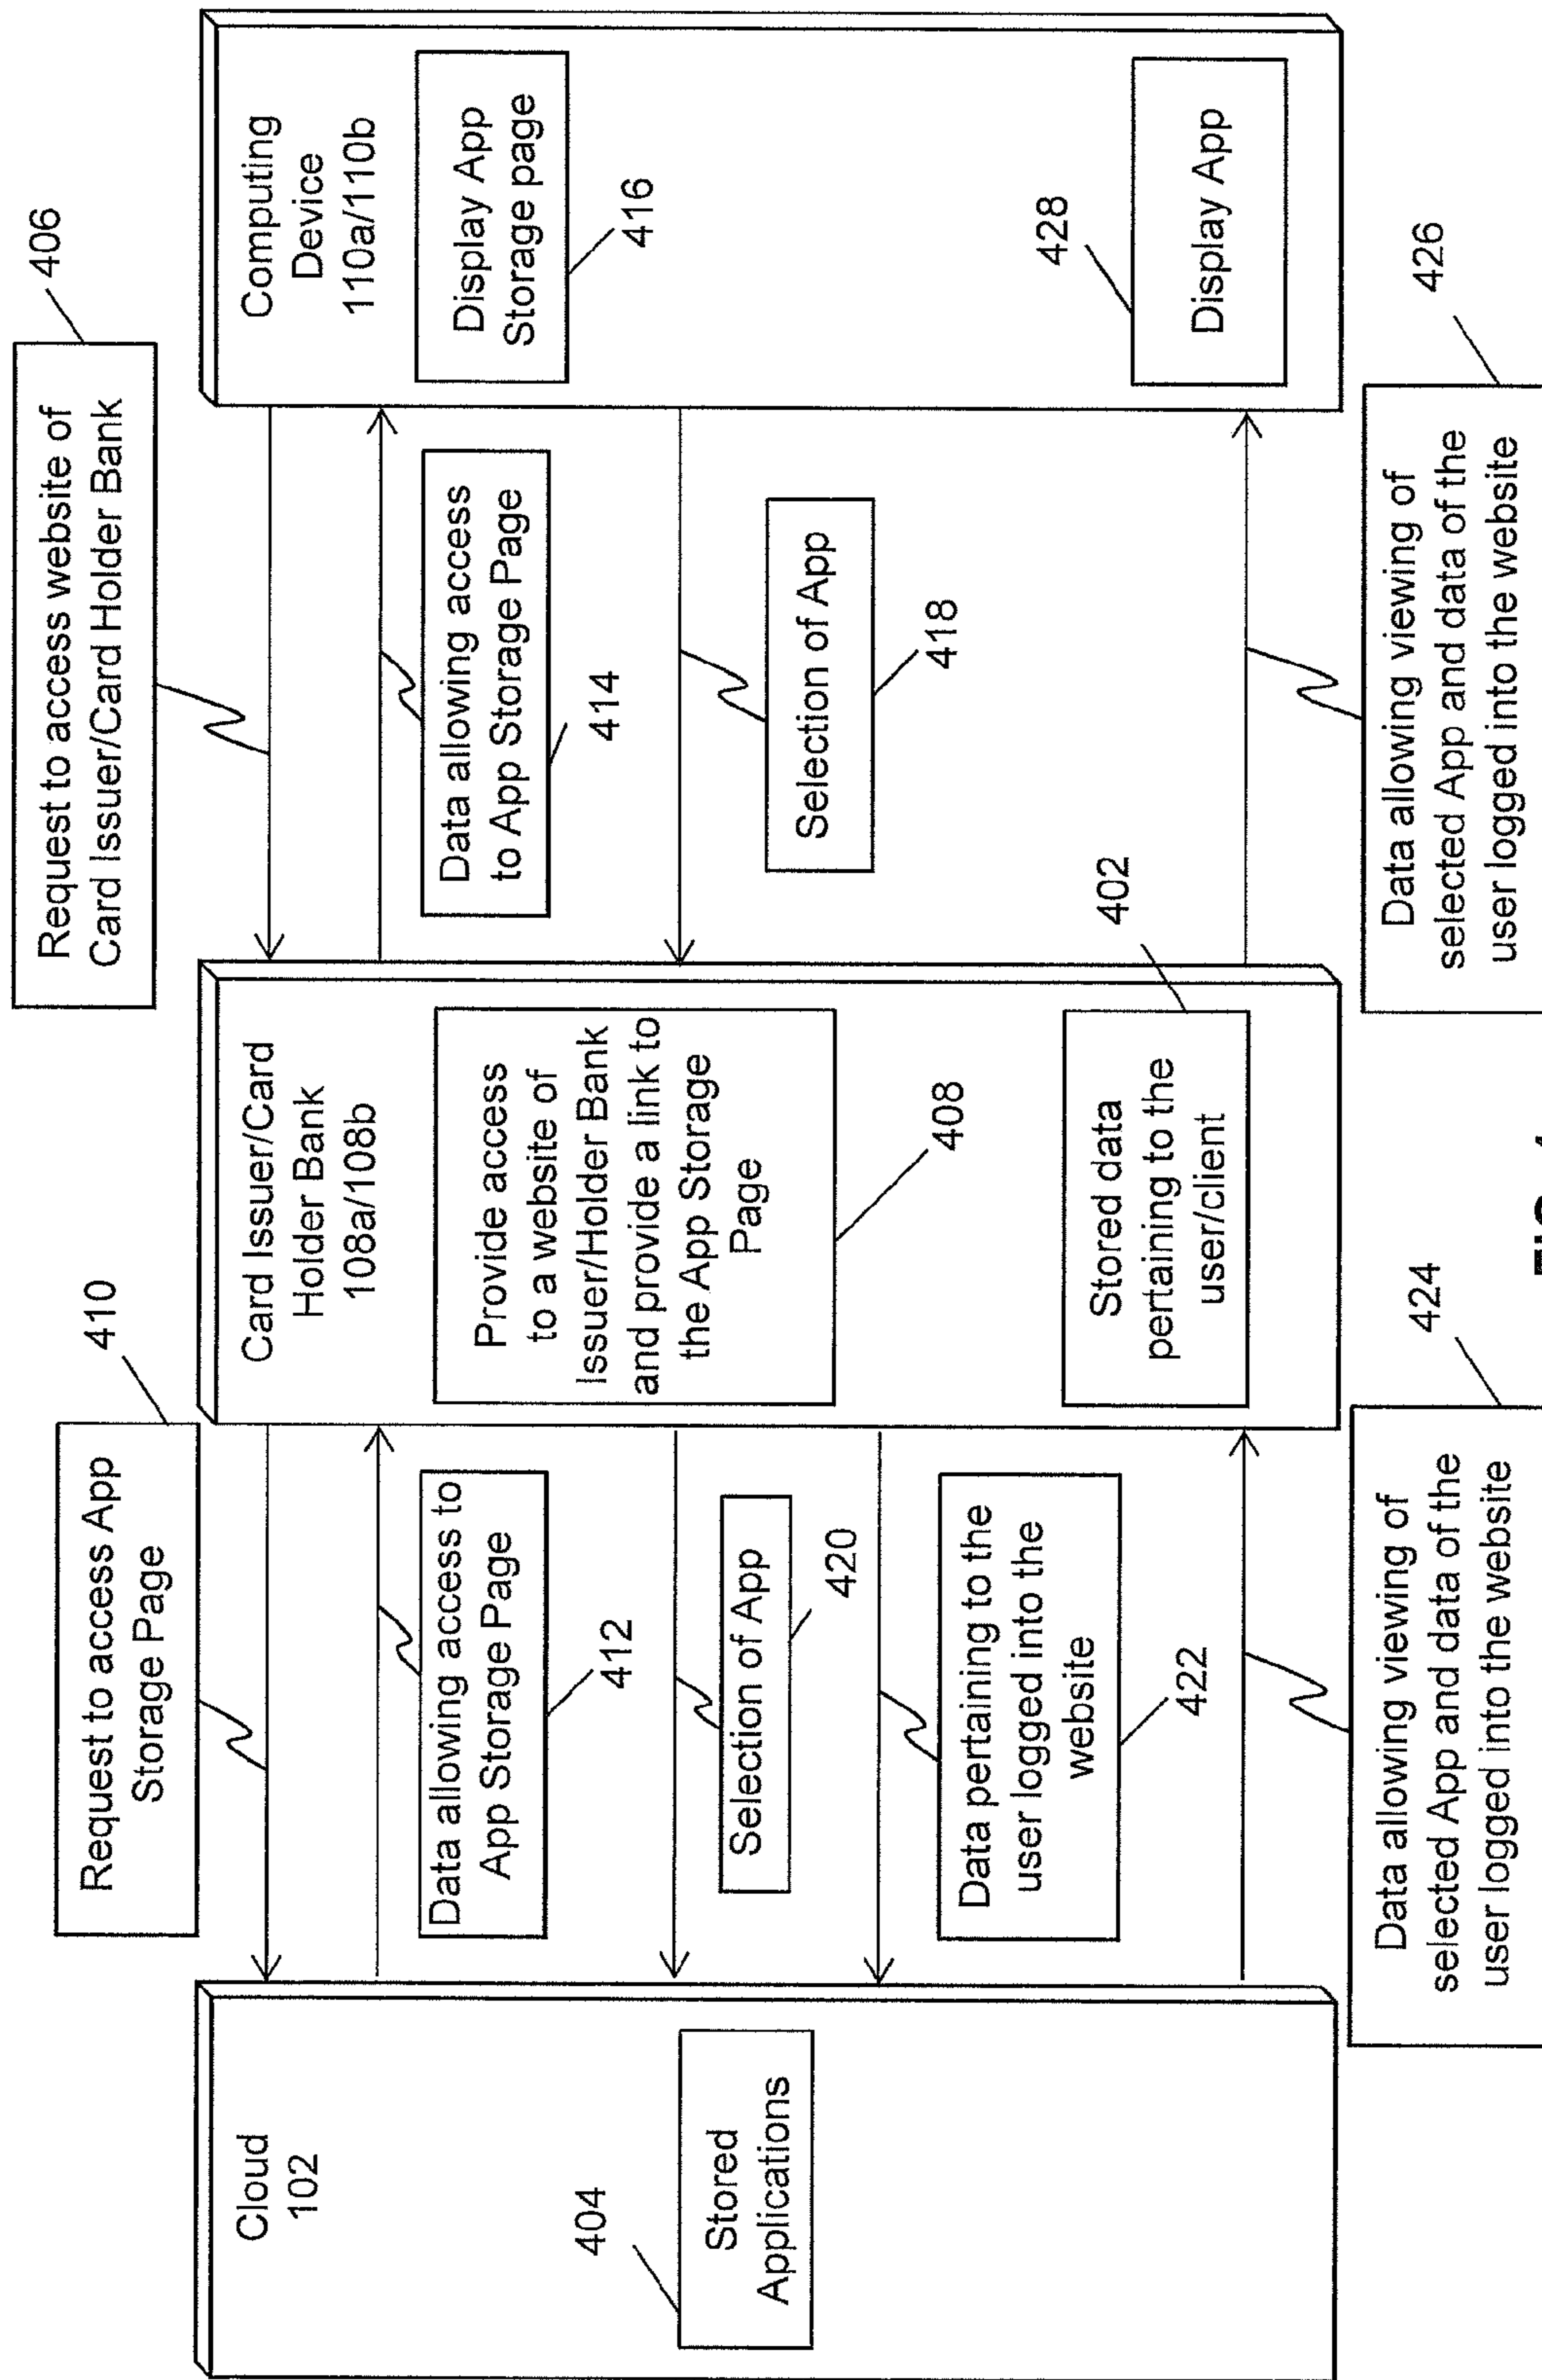 Request to access App
Storage Page
410
Request to access website of
Card Issuer/Card Holder Bank
406
Cloud
102
404
Stored
Applications
Data allowing access to
App Storage Page
412
Selection of App
420
Data pertaining to the
user logged into the
website
422
Data allowing viewing of
selected App and data of the
user logged into the website
424
Card Issuer/Card
Holder Bank
108a/108b
Provide access
to a website of
Issuer/Holder Bank
and provide a link to
the App Storage
Page
408
Stored data
pertaining to the
user/client
402
Data allowing access
to App Storage Page
414
Selection of App
418
Data allowing viewing of
selected App and data of the
user logged into the website
426
Computing
Device
110a/110b
Display App
Storage page
416
428
Display App